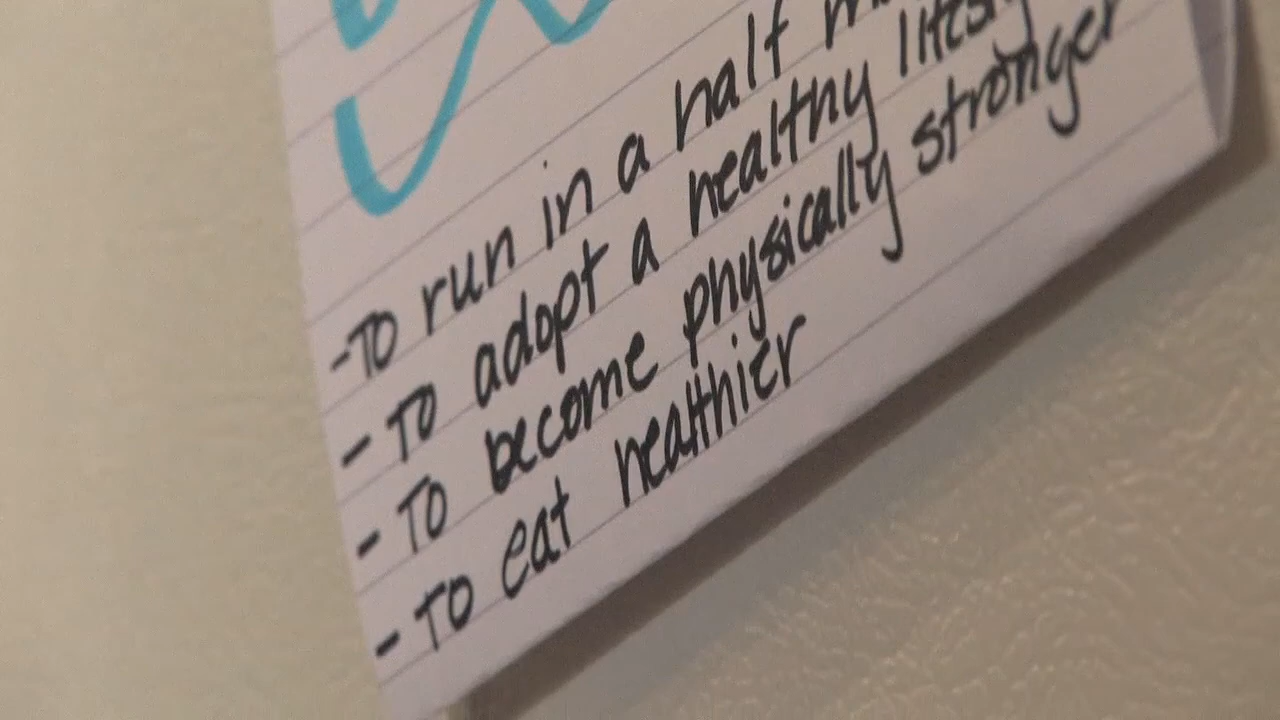 -To run in a half
- To adopt a healthy
- To become physically stronger
- To eat healthier